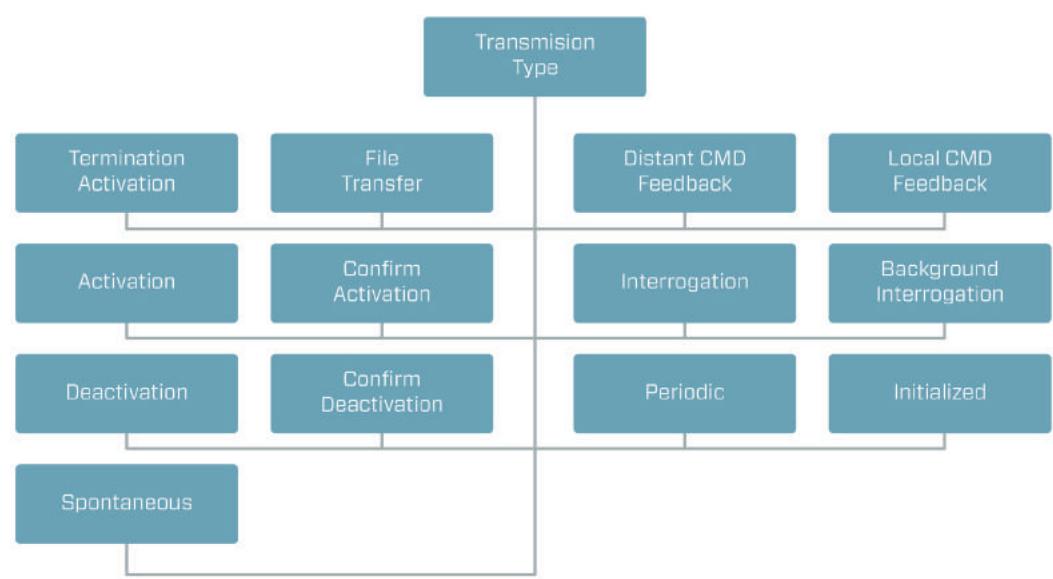 Transmision
Type
Termination
Activation
File
Transfer
Distant CMD
Feedback
Local CMD
Feedback
Activation
Confirm
Activation
Interrogation
Background
Interrogation
Deactivation
Confirm
Deactivation
Periodic
Initialized
Spontaneous